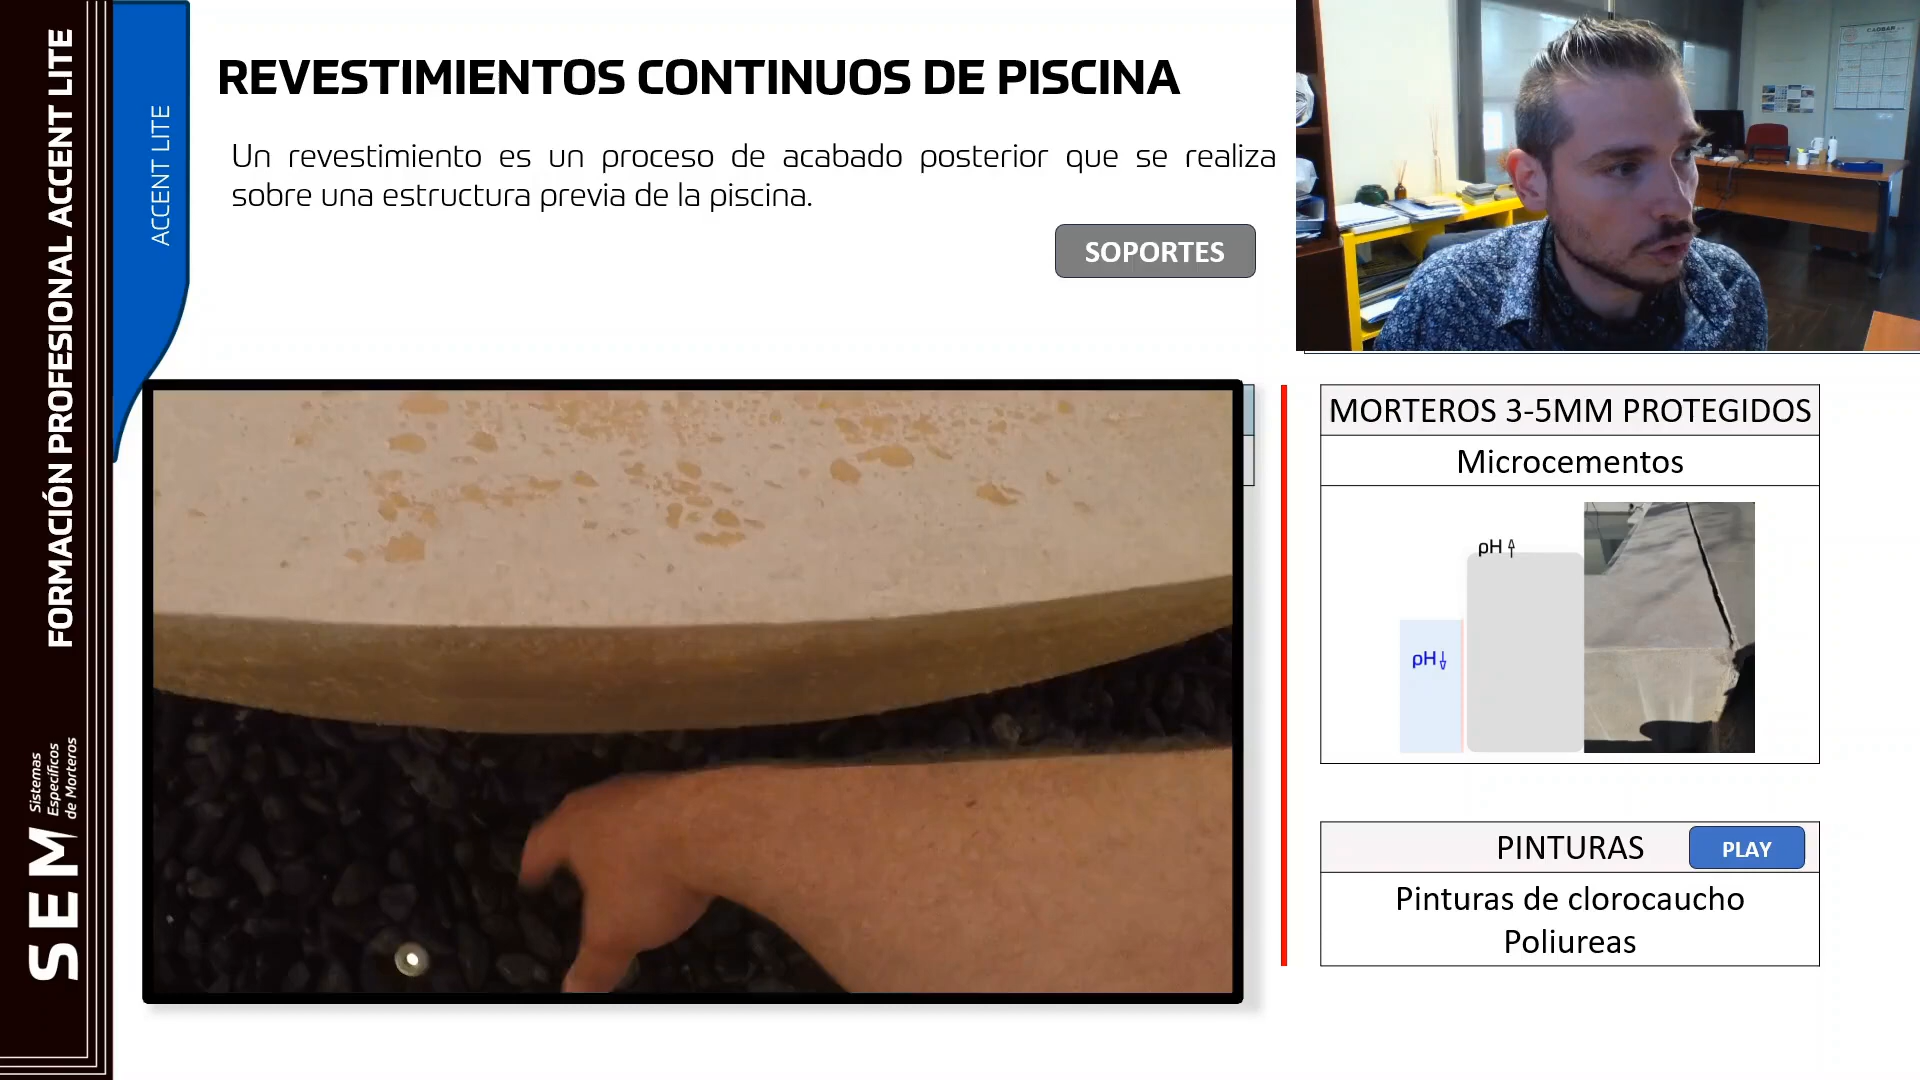 FORMACIÓN PROFESIONAL ACCENT LITE
SEM
Sistemas
Específicos
de Morteros
ACCENT LITE
REVESTIMIENTOS CONTINUOS DE PISCINA
Un revestimiento es un proceso de acabado posterior que se realiza
sobre una estructura previa de la piscina.
SOPORTES
MORTEROS 3-5MM PROTEGIDOS
Microcementos
pH
pH
PINTURAS
PLAY
Pinturas de clorocaucho
Poliureas